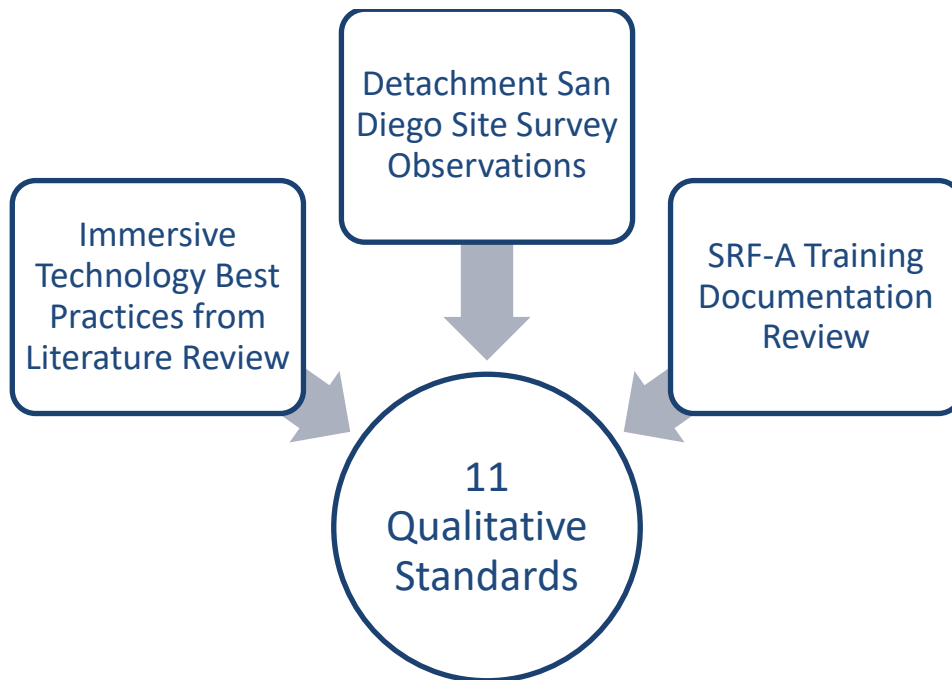 Detachment San
Diego Site Survey
Observations
Immersive
Technology Best
Practices from
Literature Review
SRF-A Training
Documentation
Review
11
Qualitative
Standards